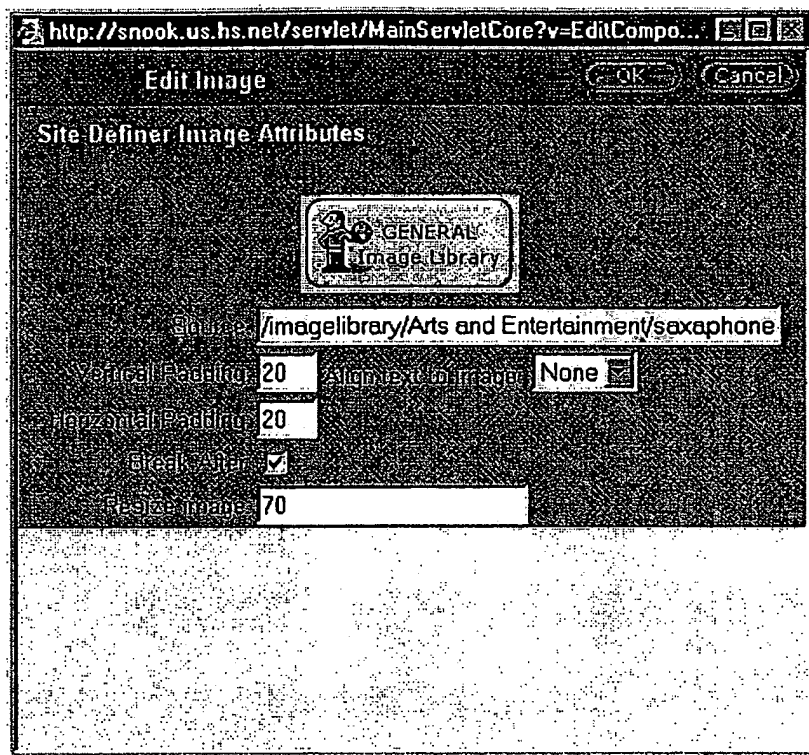 http://snook.us.hs.net/servlet/MainServletCore?v=EditCompo...
Edit Image OK Cancel
Site Definer Image Attributes
GENERAL
Image Library
Source: /imagelibrary/Arts and Entertainment/saxaphone
Vertical Padding: 20 Align text to image: None
Horizontal Padding: 20
Break After
Resize image: 70